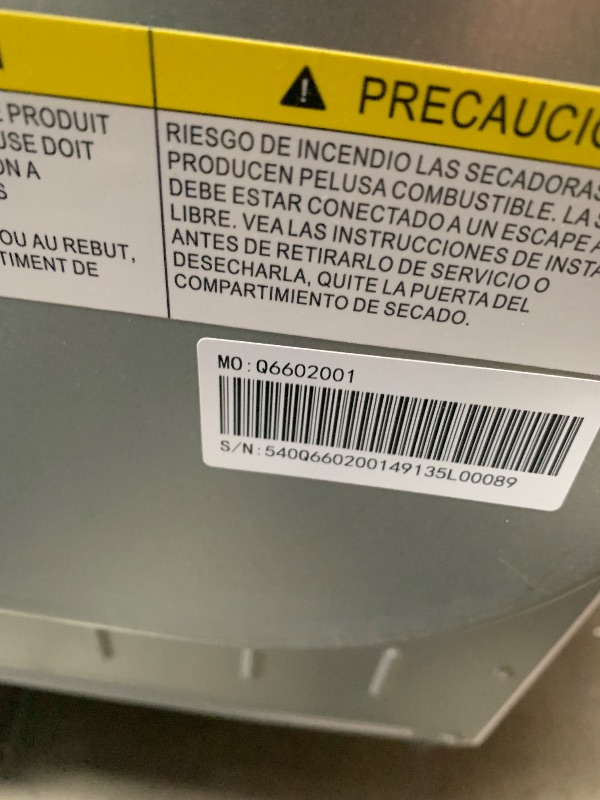 PRODUIT
USE DOIT
ON A
OU AU REBUT,
TIMENT DE
PRECAUCIÓ
RIESGO DE INCENDIO LAS SECADORAS
PRODUCEN PELUSA COMBUSTIBLE. LA S
DEBE ESTAR CONECTADO A UN ESCAPE A
LIBRE. VEA LAS INSTRUCCIONES DE INSTA
ANTES DE RETIRARLO DE SERVICIO O
DESECHARLA, QUITE LA PUERTA DEL
COMPARTIMIENTO DE SECADO.
MO:Q6602001
S/N:540Q660200149135L00089